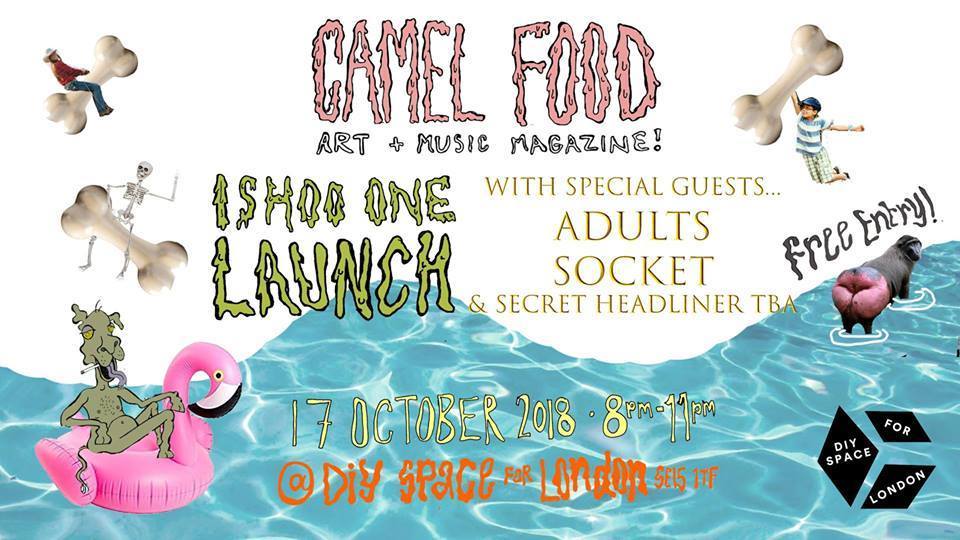 CAMEL FOOD
ART + MUSIC MAGAZINE!
ISHOO ONE
LAUNCH
WITH SPECIAL GUESTS...
ADULTS
SOCKET
& SECRET HEADLINER TBA
Free Entry!
17 OCTOBER 2018 · 8pm-11pm
@ DiY SPACE FOR LONDON SE15 1TF
DIY
SPACE
FOR
LONDON